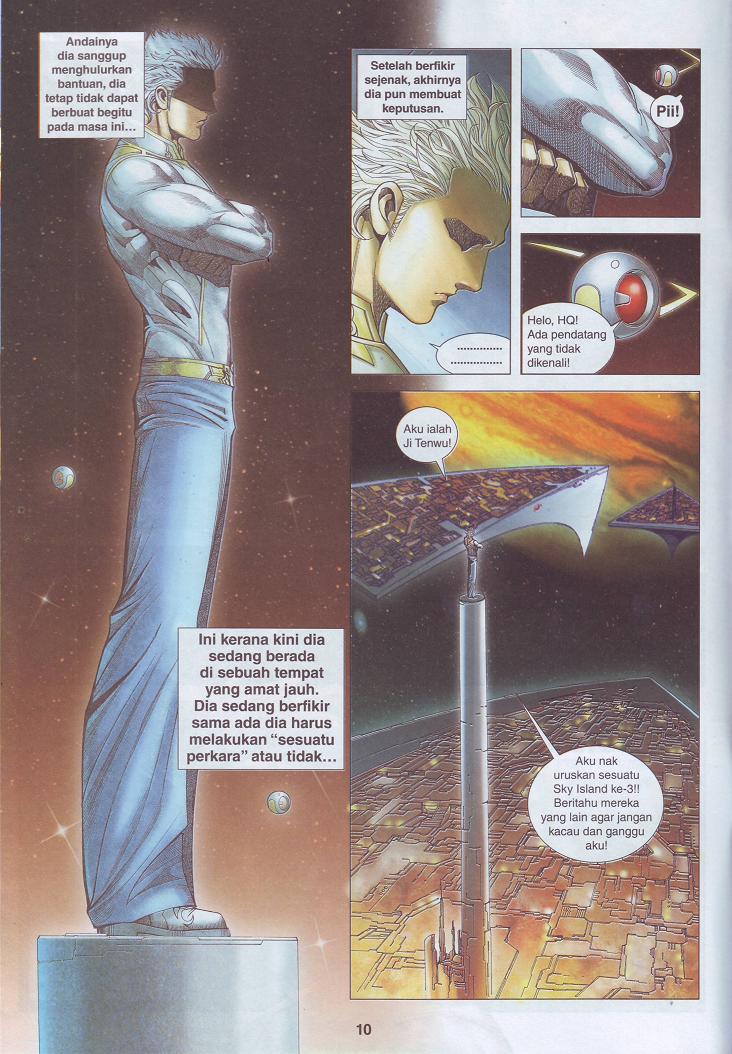 Andainya
dia sanggup
menghulurkan
bantuan, dia
tetap tidak dapat
berbuat begitu
pada masa ini...
Ini kerana kini dia
sedang berada
di sebuah tempat
yang amat jauh.
Dia sedang berfikir
sama ada dia harus
melakukan “sesuatu
perkara” atau tidak...
Setelah berfikir
sejenak, akhirnya
dia pun membuat
keputusan.
...............
................
Pii!
Helo, HQ!
Ada pendatang
yang tidak
dikenali!
Aku ialah
Ji Tenwu!
Aku nak
uruskan sesuatu
Sky Island ke-3!!
Beritahu mereka
yang lain agar jangan
kacau dan ganggu
aku!
10